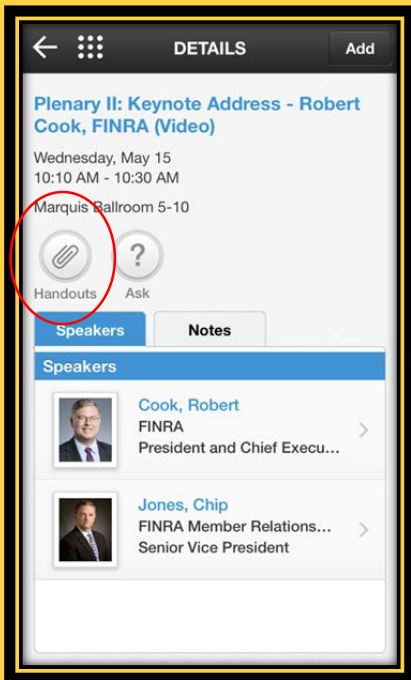 DETAILS
Add
Plenary II: Keynote Address - Robert
Cook, FINRA (Video)
Wednesday, May 15
10:10 AM - 10:30 AM
Marquis Ballroom 5-10
?
Handouts
Ask
Speakers
Notes
Speakers
Cook, Robert
FINRA
President and Chief Execu...
Jones, Chip
FINRA Member Relations...
Senior Vice President